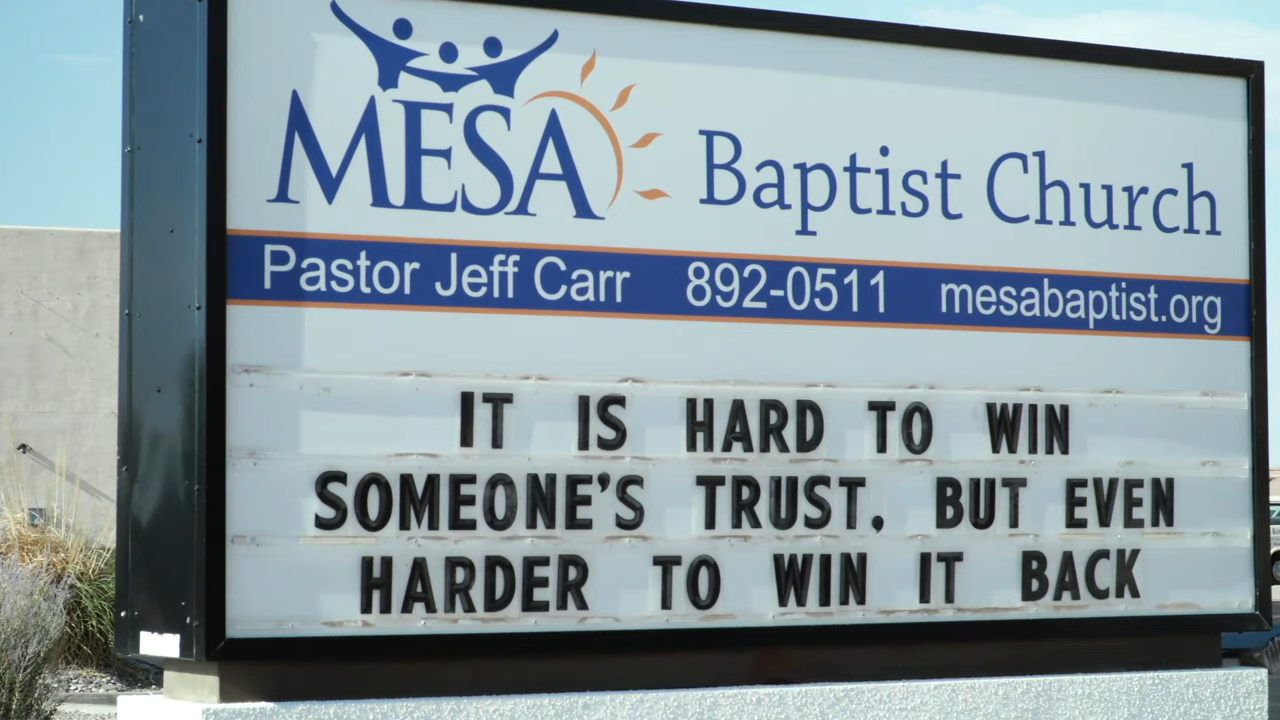 MESA Baptist Church
Pastor Jeff Carr 892-0511 mesabaptist.org
IT IS HARD TO WIN
SOMEONE'S TRUST. BUT EVEN
HARDER TO WIN IT BACK